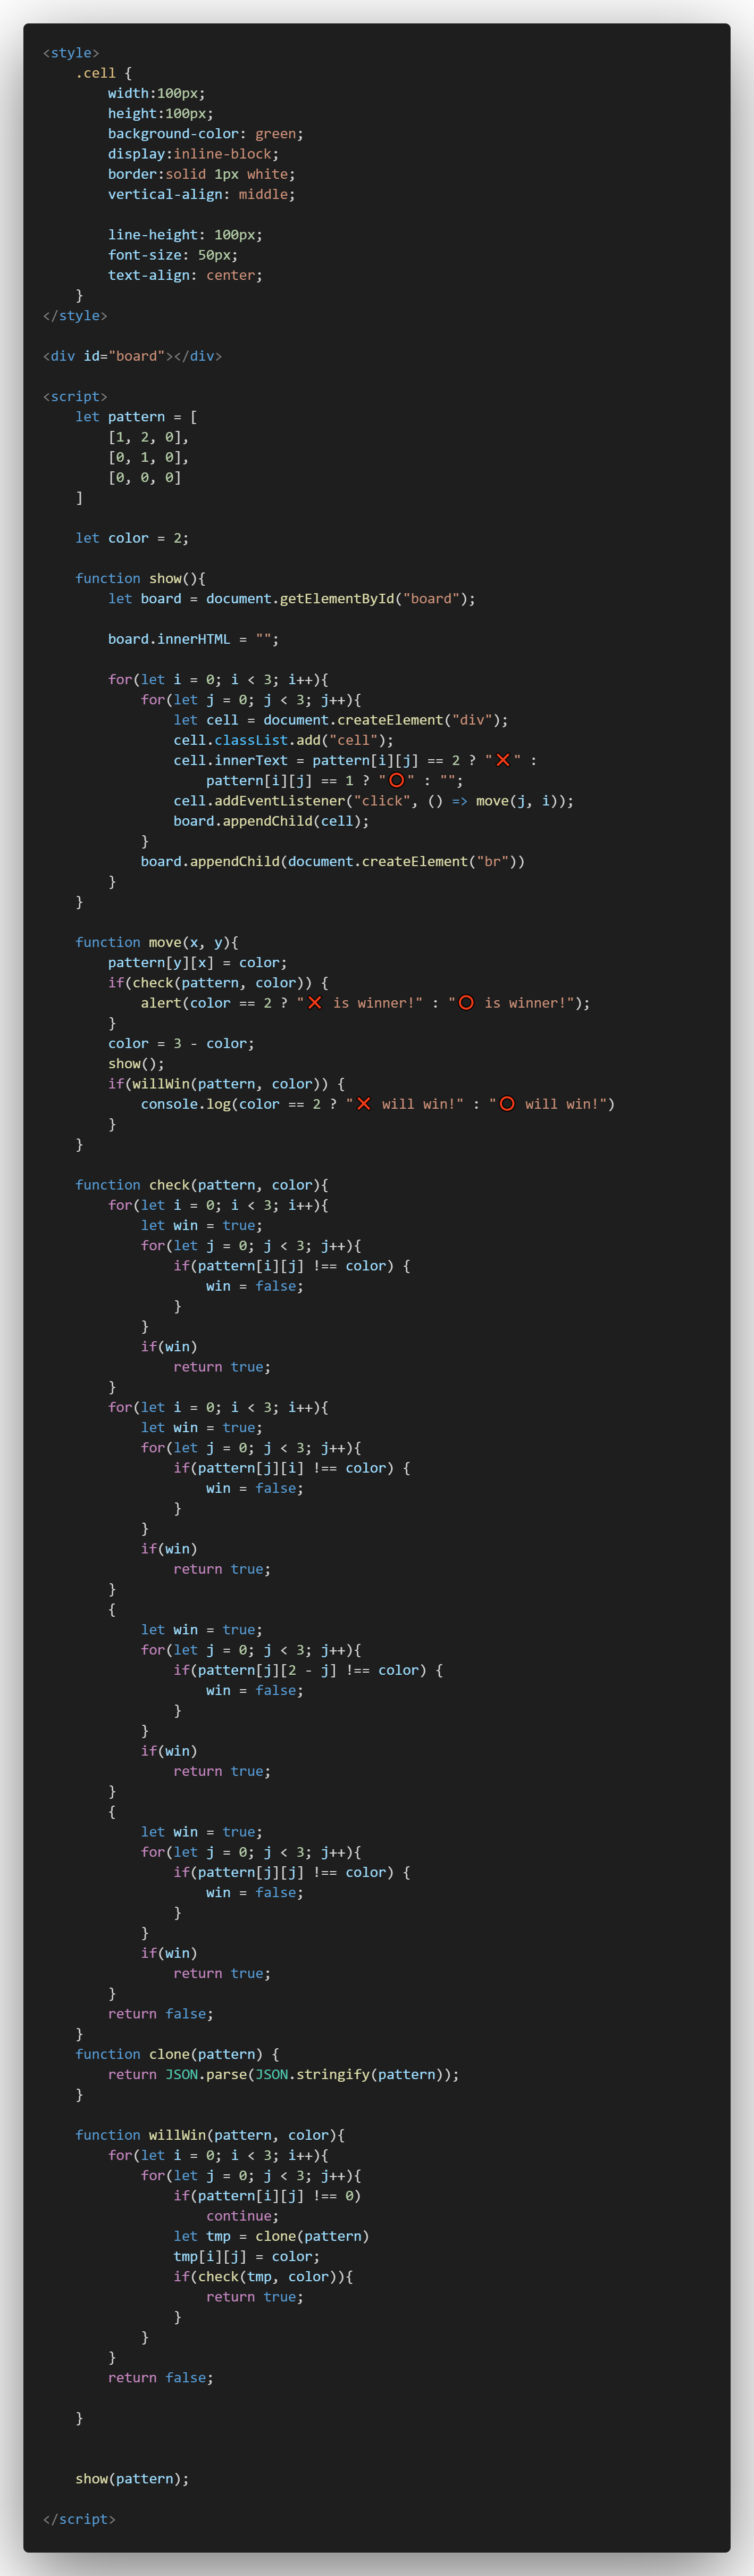 <style>
    .cell {
        width:100px;
        height:100px;
        background-color: green;
        display:inline-block;
        border:solid 1px white;
        vertical-align: middle;

        line-height: 100px;
        font-size: 50px;
        text-align: center;
    }
</style>

<div id="board"></div>

<script>
    let pattern = [
        [1, 2, 0],
        [0, 1, 0],
        [0, 0, 0]
    ]

    let color = 2;

    function show(){
        let board = document.getElementById("board");

        board.innerHTML = "";

        for(let i = 0; i < 3; i++){
            for(let j = 0; j < 3; j++){
                let cell = document.createElement("div");
                cell.classList.add("cell");
                cell.innerText = pattern[i][j] == 2 ? "❌" :
                    pattern[i][j] == 1 ? "⭕" : "";
                cell.addEventListener("click", () => move(j, i));
                board.appendChild(cell);
            }
            board.appendChild(document.createElement("br"))
        }
    }

    function move(x, y){
        pattern[y][x] = color;
        if(check(pattern, color)) {
            alert(color == 2 ? "❌ is winner!" : "⭕ is winner!");
        }
        color = 3 - color;
        show();
        if(willWin(pattern, color)) {
            console.log(color == 2 ? "❌ will win!" : "⭕ will win!")
        }
    }

    function check(pattern, color){
        for(let i = 0; i < 3; i++){
            let win = true;
            for(let j = 0; j < 3; j++){
                if(pattern[i][j] !== color) {
                    win = false;
                }
            }
            if(win)
                return true;
        }
        for(let i = 0; i < 3; i++){
            let win = true;
            for(let j = 0; j < 3; j++){
                if(pattern[j][i] !== color) {
                    win = false;
                }
            }
            if(win)
                return true;
        }
        {
            let win = true;
            for(let j = 0; j < 3; j++){
                if(pattern[j][2 - j] !== color) {
                    win = false;
                }
            }
            if(win)
                return true;
        }
        {
            let win = true;
            for(let j = 0; j < 3; j++){
                if(pattern[j][j] !== color) {
                    win = false;
                }
            }
            if(win)
                return true;
        }
        return false;
    }
    function clone(pattern) {
        return JSON.parse(JSON.stringify(pattern));
    }

    function willWin(pattern, color){
        for(let i = 0; i < 3; i++){
            for(let j = 0; j < 3; j++){
                if(pattern[i][j] !== 0)
                    continue;
                let tmp = clone(pattern)
                tmp[i][j] = color;
                if(check(tmp, color)){
                    return true;
                }
            }
        }
        return false;

    }


    show(pattern);

</script>